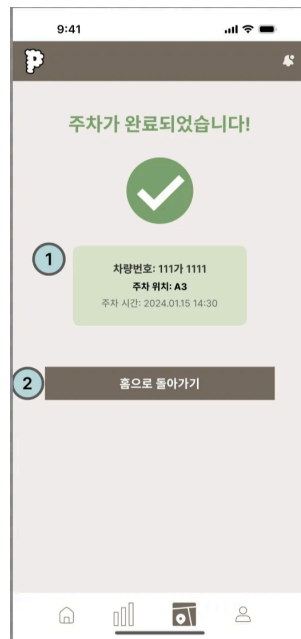 9:41
P
주차가 완료되었습니다!
1
차량번호: 111가 1111
주차 위치: A3
주차 시간: 2024.01.15 14:30
2
홈으로 돌아가기